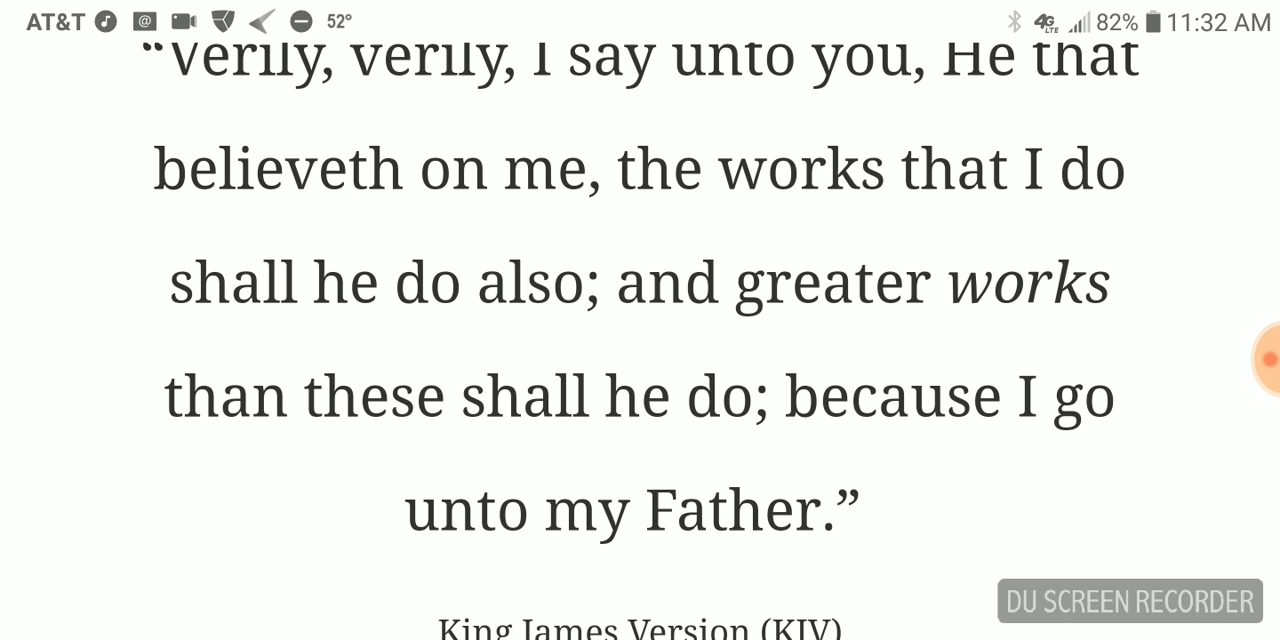 AT&T 52° 4G LTE 82% 11:32 AM
“Verily, verily, I say unto you, He that
believeth on me, the works that I do
shall he do also; and greater works
than these shall he do; because I go
unto my Father.”
DU SCREEN RECORDER
King James Version (KJV)